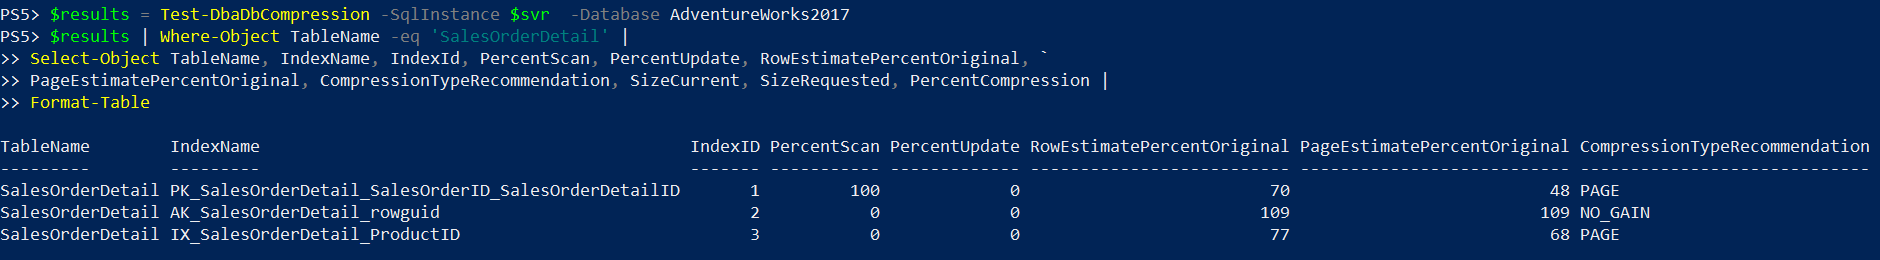 PS5> $results = Test-DbaDbCompression -SqlInstance $svr  -Database AdventureWorks2017
PS5> $results | Where-Object TableName -eq 'SalesOrderDetail' |
>> Select-Object TableName, IndexName, IndexId, PercentScan, PercentUpdate, RowEstimatePercentOriginal, `
>> PageEstimatePercentOriginal, CompressionTypeRecommendation, SizeCurrent, SizeRequested, PercentCompression |
>> Format-Table
TableName        IndexName                                           IndexID PercentScan PercentUpdate RowEstimatePercentOriginal PageEstimatePercentOriginal CompressionTypeRecommendation
---------        ---------                                           ------- ----------- ------------- -------------------------- --------------------------- -----------------------------
SalesOrderDetail PK_SalesOrderDetail_SalesOrderID_SalesOrderDetailID       1         100             0                         70                          48 PAGE
SalesOrderDetail AK_SalesOrderDetail_rowguid                               2           0             0                        109                         109 NO_GAIN
SalesOrderDetail IX_SalesOrderDetail_ProductID                             3           0             0                         77                          68 PAGE